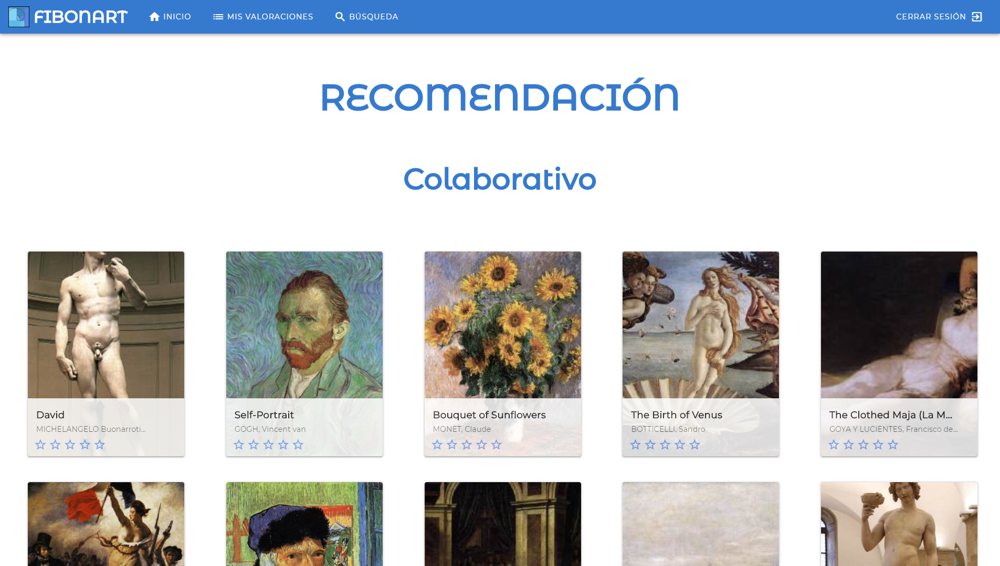 FIBONART
INICIO
MIS VALORACIONES
BÚSQUEDA
CERRAR SESIÓN
RECOMENDACIÓN
Colaborativo
David
MICHELANGELO Buonarroti...
Self-Portrait
GOGH, Vincent van
Bouquet of Sunflowers
MONET, Claude
The Birth of Venus
BOTTICELLI, Sandro
The Clothed Maja (La M...
GOYA Y LUCIENTES, Francisco de...